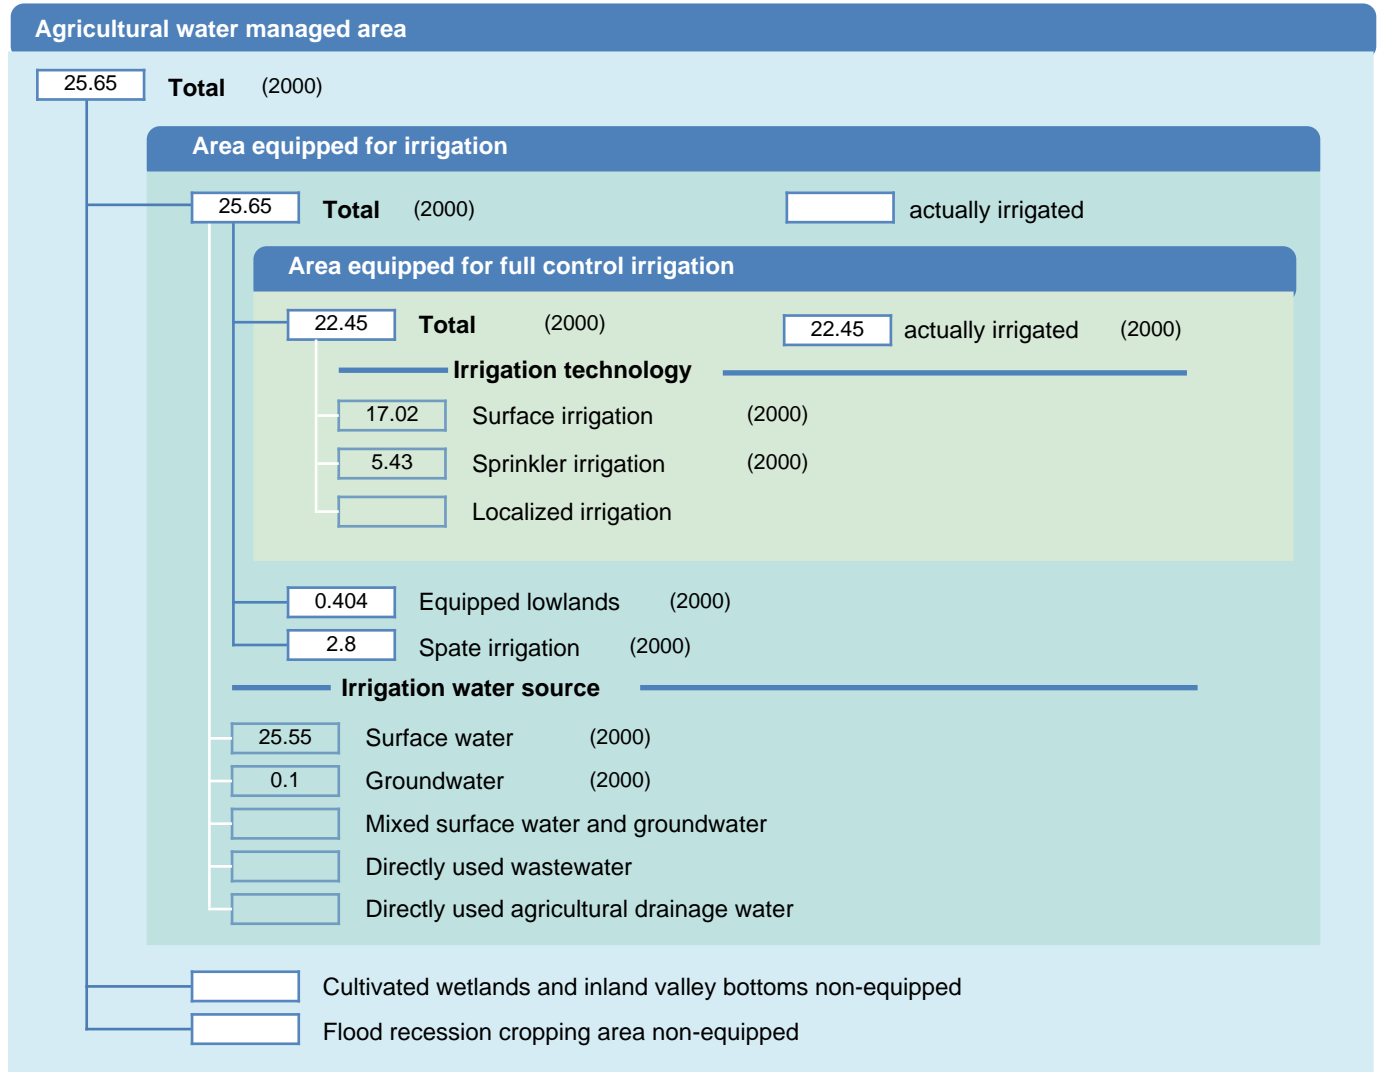 Agricultural water managed area
25.65 Total (2000)
Area equipped for irrigation
25.65 Total (2000) actually irrigated
Area equipped for full control irrigation
22.45 Total (2000) 22.45 actually irrigated (2000)
Irrigation technology
17.02 Surface irrigation (2000)
5.43 Sprinkler irrigation (2000)
Localized irrigation
0.404 Equipped lowlands (2000)
2.8 Spate irrigation (2000)
Irrigation water source
25.55 Surface water (2000)
0.1 Groundwater (2000)
Mixed surface water and groundwater
Directly used wastewater
Directly used agricultural drainage water
Cultivated wetlands and inland valley bottoms non-equipped
Flood recession cropping area non-equipped